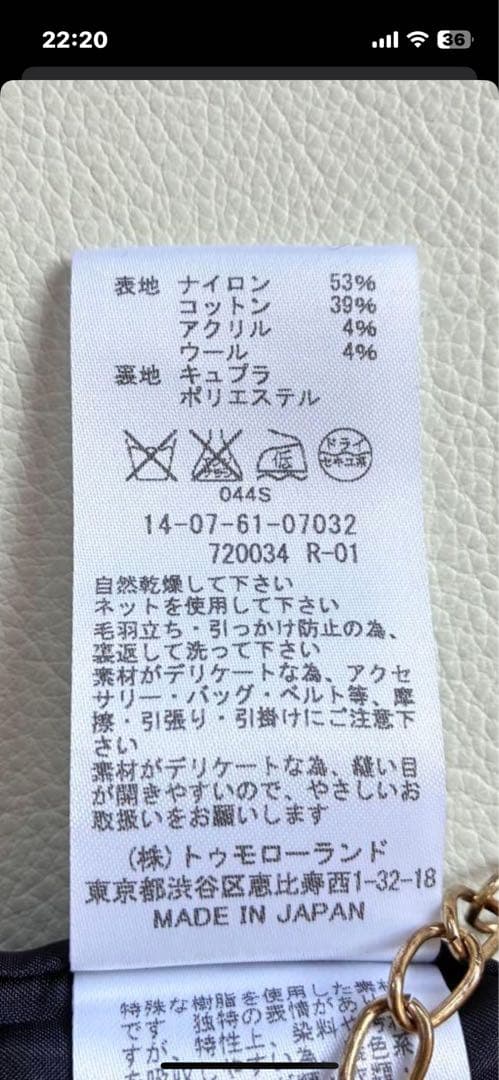 22:20
36
表地 ナイロン 53%
コットン 39%
アクリル 4%
ウール 4%
裏地 キュプラ
ポリエステル
低
ドライ
セキユ系
044S
14-07-61-07032
720034 R-01
自然乾燥して下さい
ネットを使用して下さい
毛羽立ち・引っかけ防止の為、
裏返して洗って下さい
素材がデリケートな為、アクセ
サリー・バッグ・ベルト等、摩
擦・引張り・引掛けにご注意下
さい
素材がデリケートな為、縫い目
が開きやすいので、やさしいお
取扱いをお願いします
(株)トゥモローランド
東京都渋谷区恵比寿西1-32-18
MADE IN JAPAN
特殊な樹脂を使用した素材
です 独特の表情があ
すが、特性上、染料や